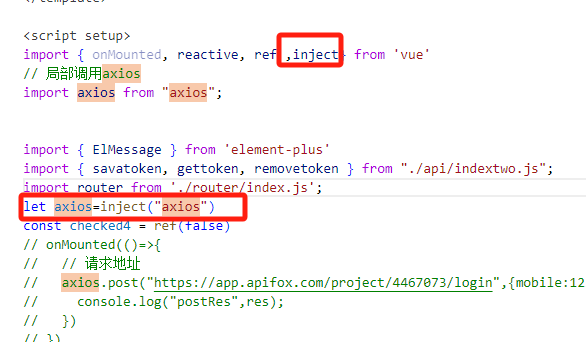 </template>
<script setup>
import { onMounted, reactive, ref ,inject} from 'vue'
// 局部调用axios
import axios from "axios";
import { ElMessage } from 'element-plus'
import { savatoken, gettoken, removetoken } from "./api/indextwo.js";
import router from './router/index.js';
let axios=inject("axios")
const checked4 = ref(false)
// onMounted(()=>{
//   // 请求地址
//   axios.post("https://app.apifox.com/project/4467073/login",{mobile:12
//     console.log("postRes",res);
//   })
// })